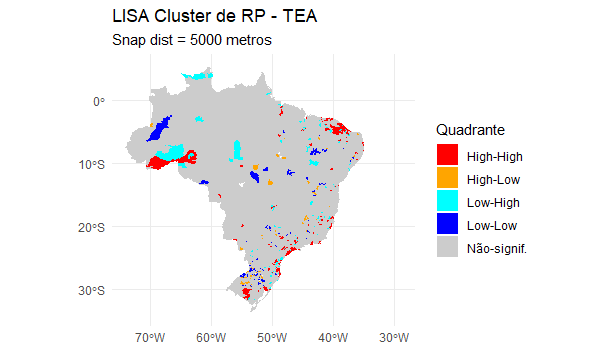 LISA Cluster de RP - TEA
Snap dist = 5000 metros
0°
10°S
20°S
30°S
70°W 60°W 50°W 40°W 30°W
Quadrante
High-High
High-Low
Low-High
Low-Low
Não-signif.